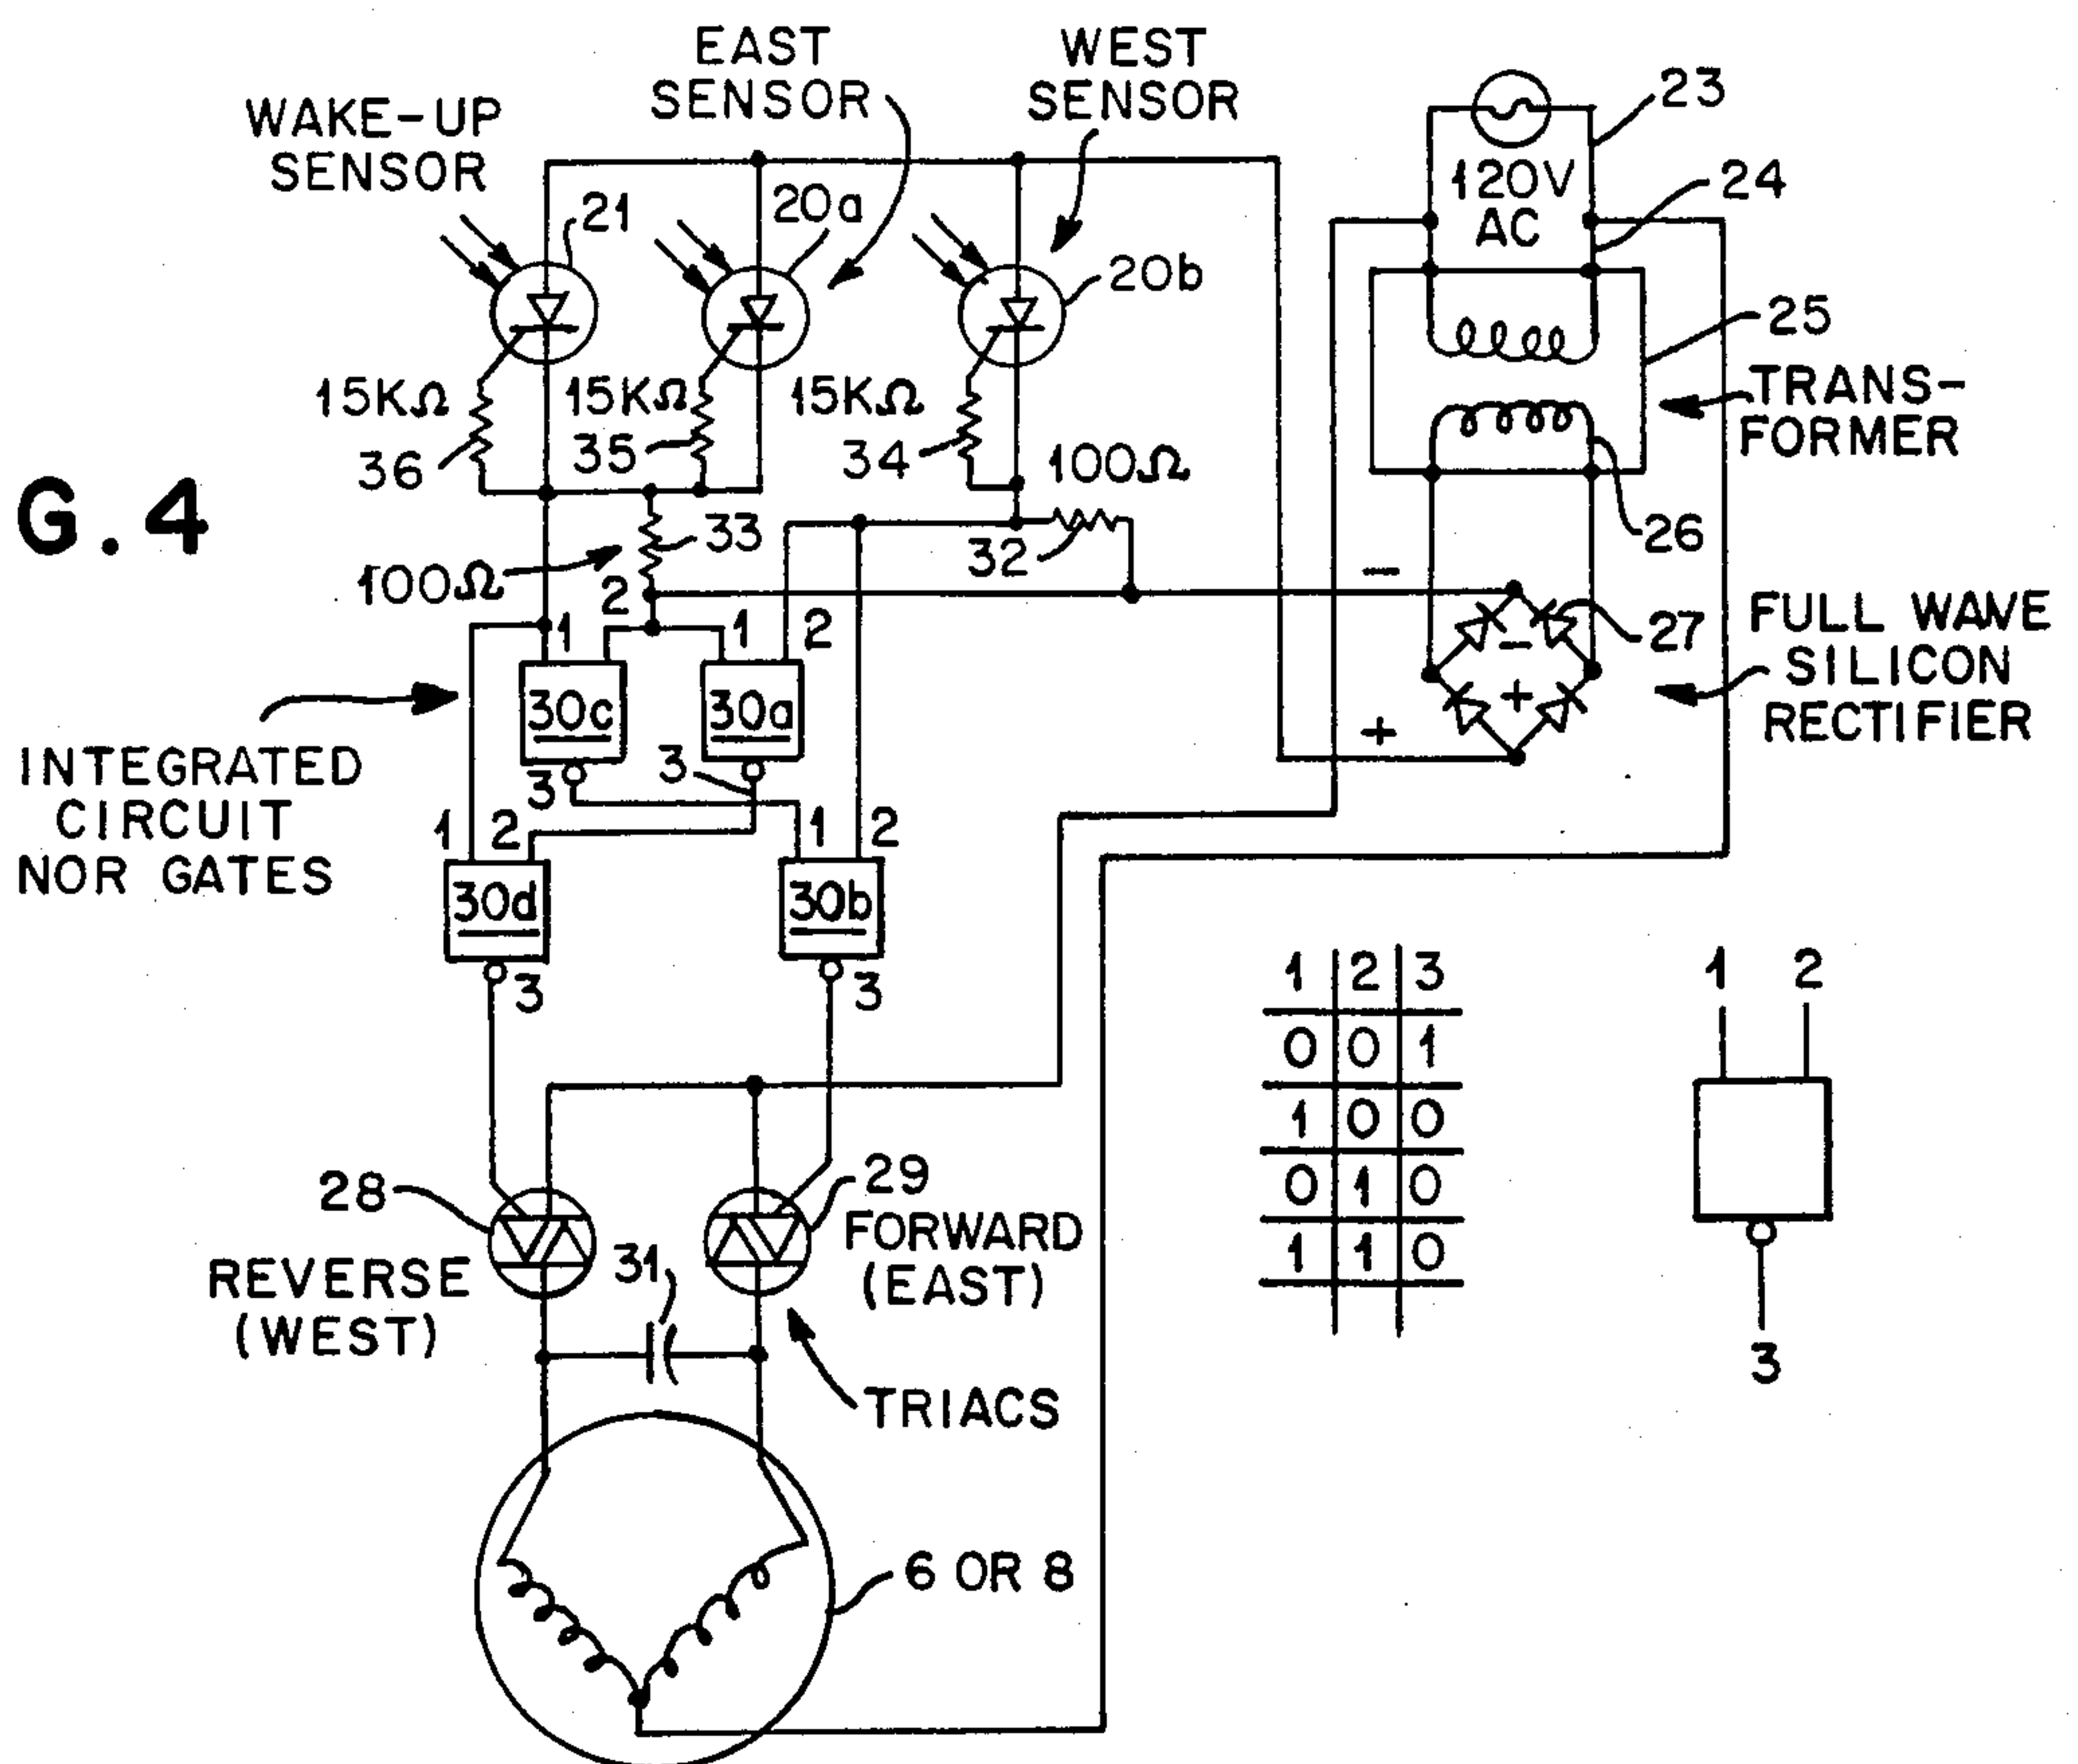 G.4
WAKE-UP
SENSOR
EAST
SENSOR
WEST
SENSOR
21
20a
20b
23
120V
AC
24
25
TRANS-
FORMER
26
15KΩ
36
15KΩ
35
15KΩ
34
100Ω
32
33
100Ω
1
2
1
2
30c
30a
3
3
INTEGRATED
CIRCUIT
NOR GATES
1
2
1
2
30d
30b
3
3
−
+
−
+
27
FULL WAVE
SILICON
RECTIFIER
28
REVERSE
(WEST)
29
FORWARD
(EAST)
31
TRIACS
6 OR 8
1 2 3
0 0 1
1 0 0
0 1 0
1 1 0
1 2
3